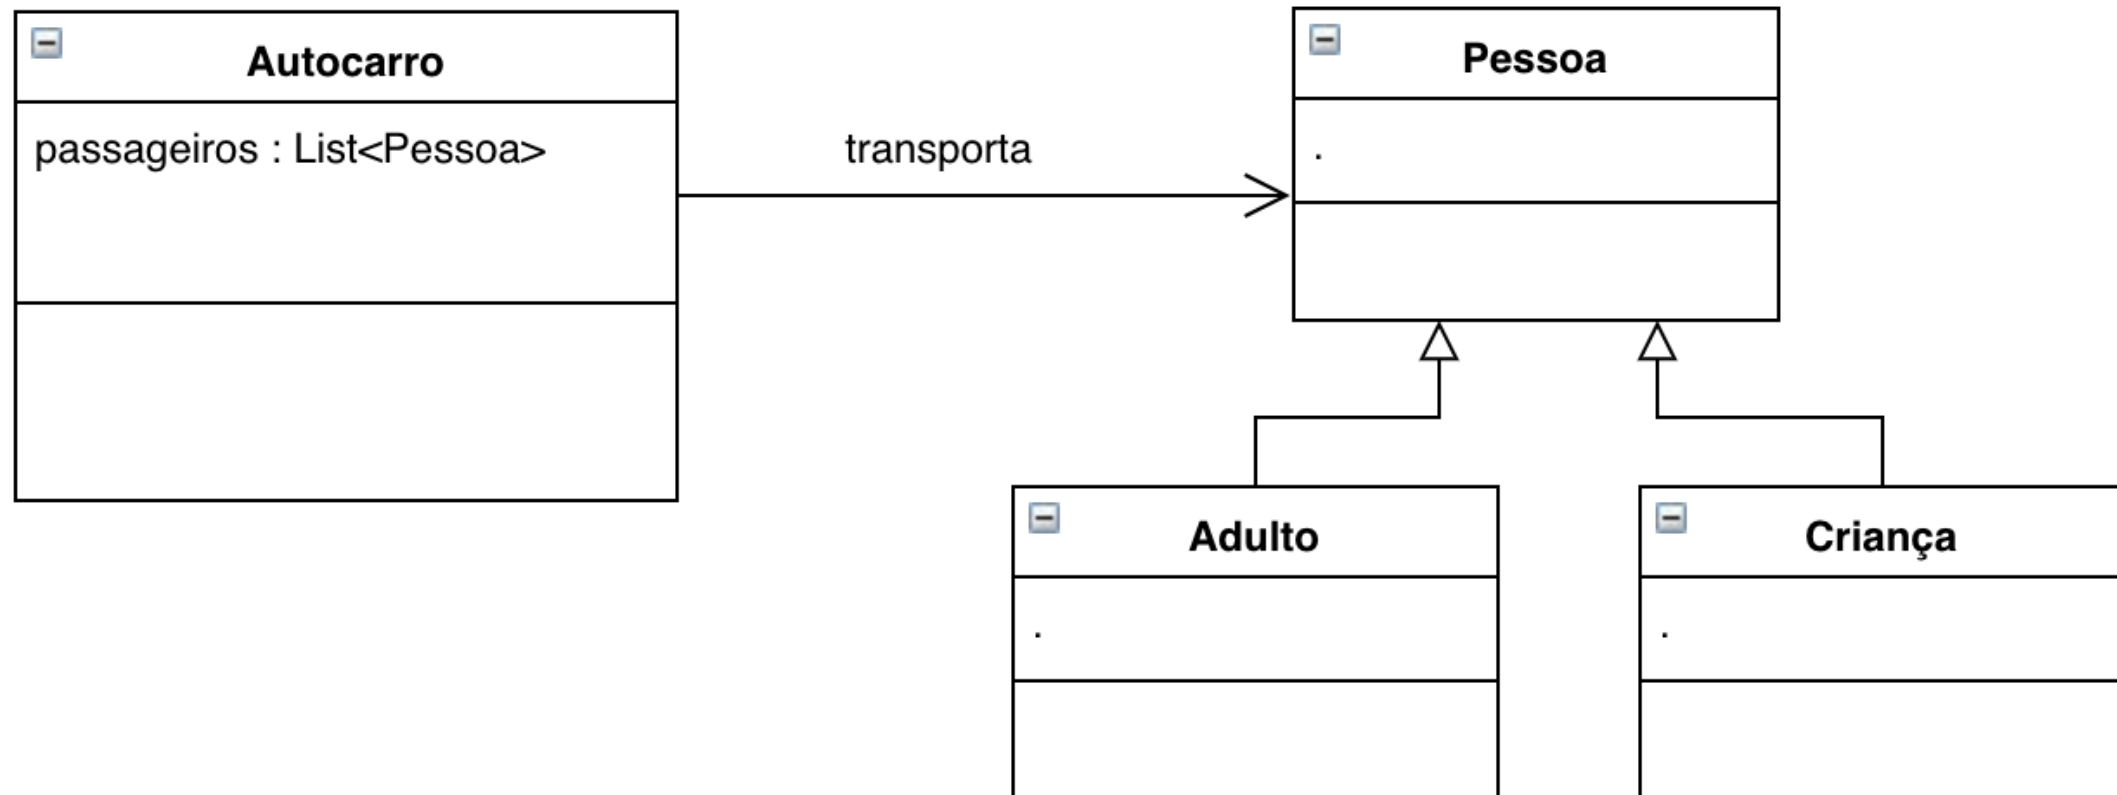 Autocarro
passageiros : List<Pessoa>
transporta
Pessoa
.
Adulto
.
Criança
.